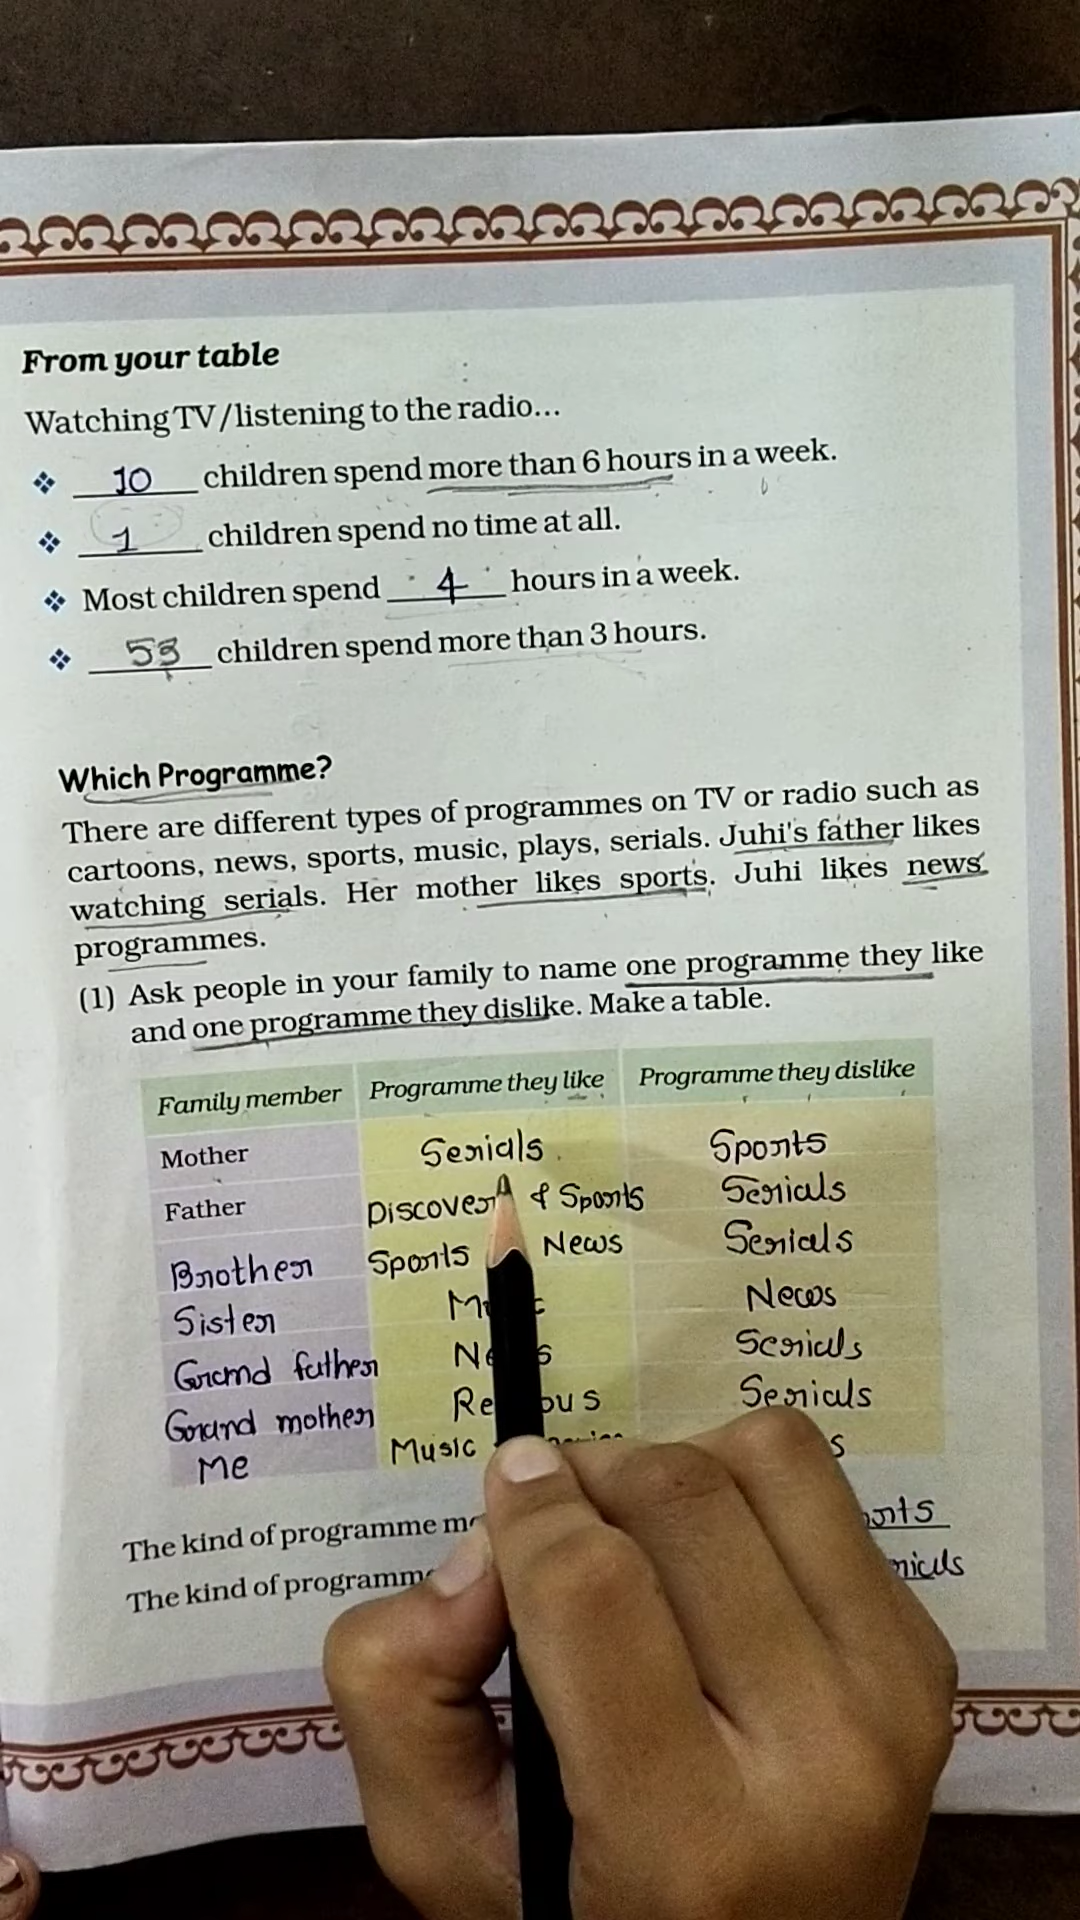 From your table
Watching TV/listening to the radio...
❖ 10 children spend more than 6 hours in a week.
❖ 1 children spend no time at all.
❖ Most children spend 4 hours in a week.
❖ 53 children spend more than 3 hours.
Which Programme?
There are different types of programmes on TV or radio such as
cartoons, news, sports, music, plays, serials. Juhi's father likes
watching serials. Her mother likes sports. Juhi likes news
programmes.
(1) Ask people in your family to name one programme they like
and one programme they dislike. Make a table.
Family member Programme they like Programme they dislike
Mother Serials Sports
Father & Sports Serials
Brother Sports News Serials
Sister News
Grand father Serials
Grand mother Serials
Me Music
The kind of programme
The kind of